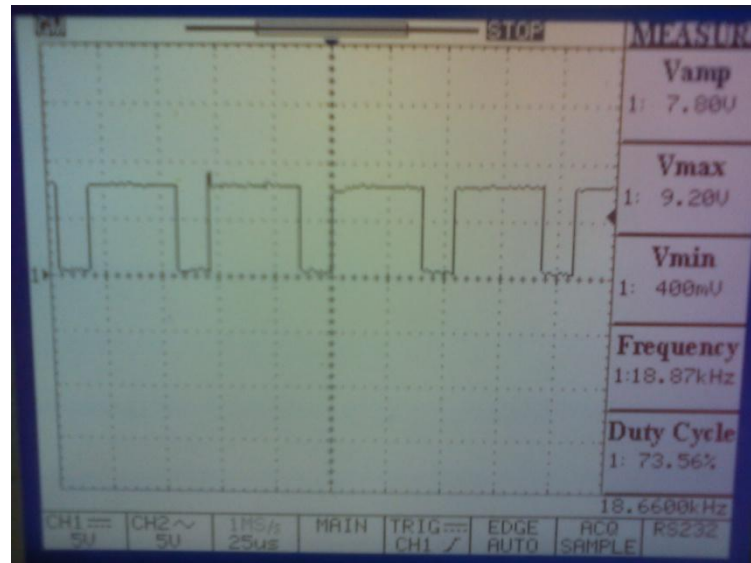 STOP
MEASUR
Vamp
1: 7.80V
Vmax
1: 9.20V
Vmin
1: 400mV
Frequency
1:18.87kHz
Duty Cycle
1: 73.56%
18.6600kHz
1
CH1 CH2 1MS/s MAIN TRIG EDGE ACQ RS232
5V 5V 25us CH1 AUTO SAMPLE